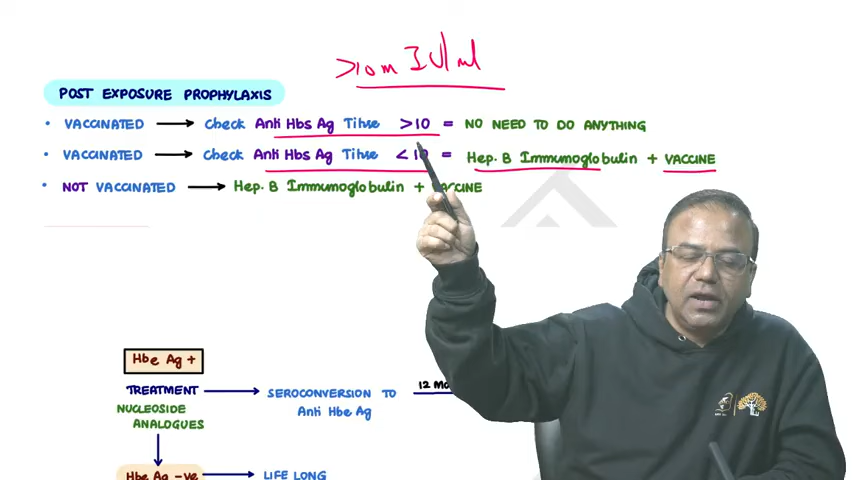 >10 m IU/ml
POST EXPOSURE PROPHYLAXIS
• VACCINATED → Check Anti Hbs Ag Titre >10 = NO NEED TO DO ANYTHING
• VACCINATED → Check Anti Hbs Ag Titre < 10 = Hep. B Immunoglobulin + VACCINE
• NOT VACCINATED → Hep. B Immunoglobulin + VACCINE
Hbe Ag +
TREATMENT → SEROCONVERSION TO 12 Mo
NUCLEOSIDE Anti Hbe Ag
ANALOGUES
Hbe Ag -ve → LIFE LONG